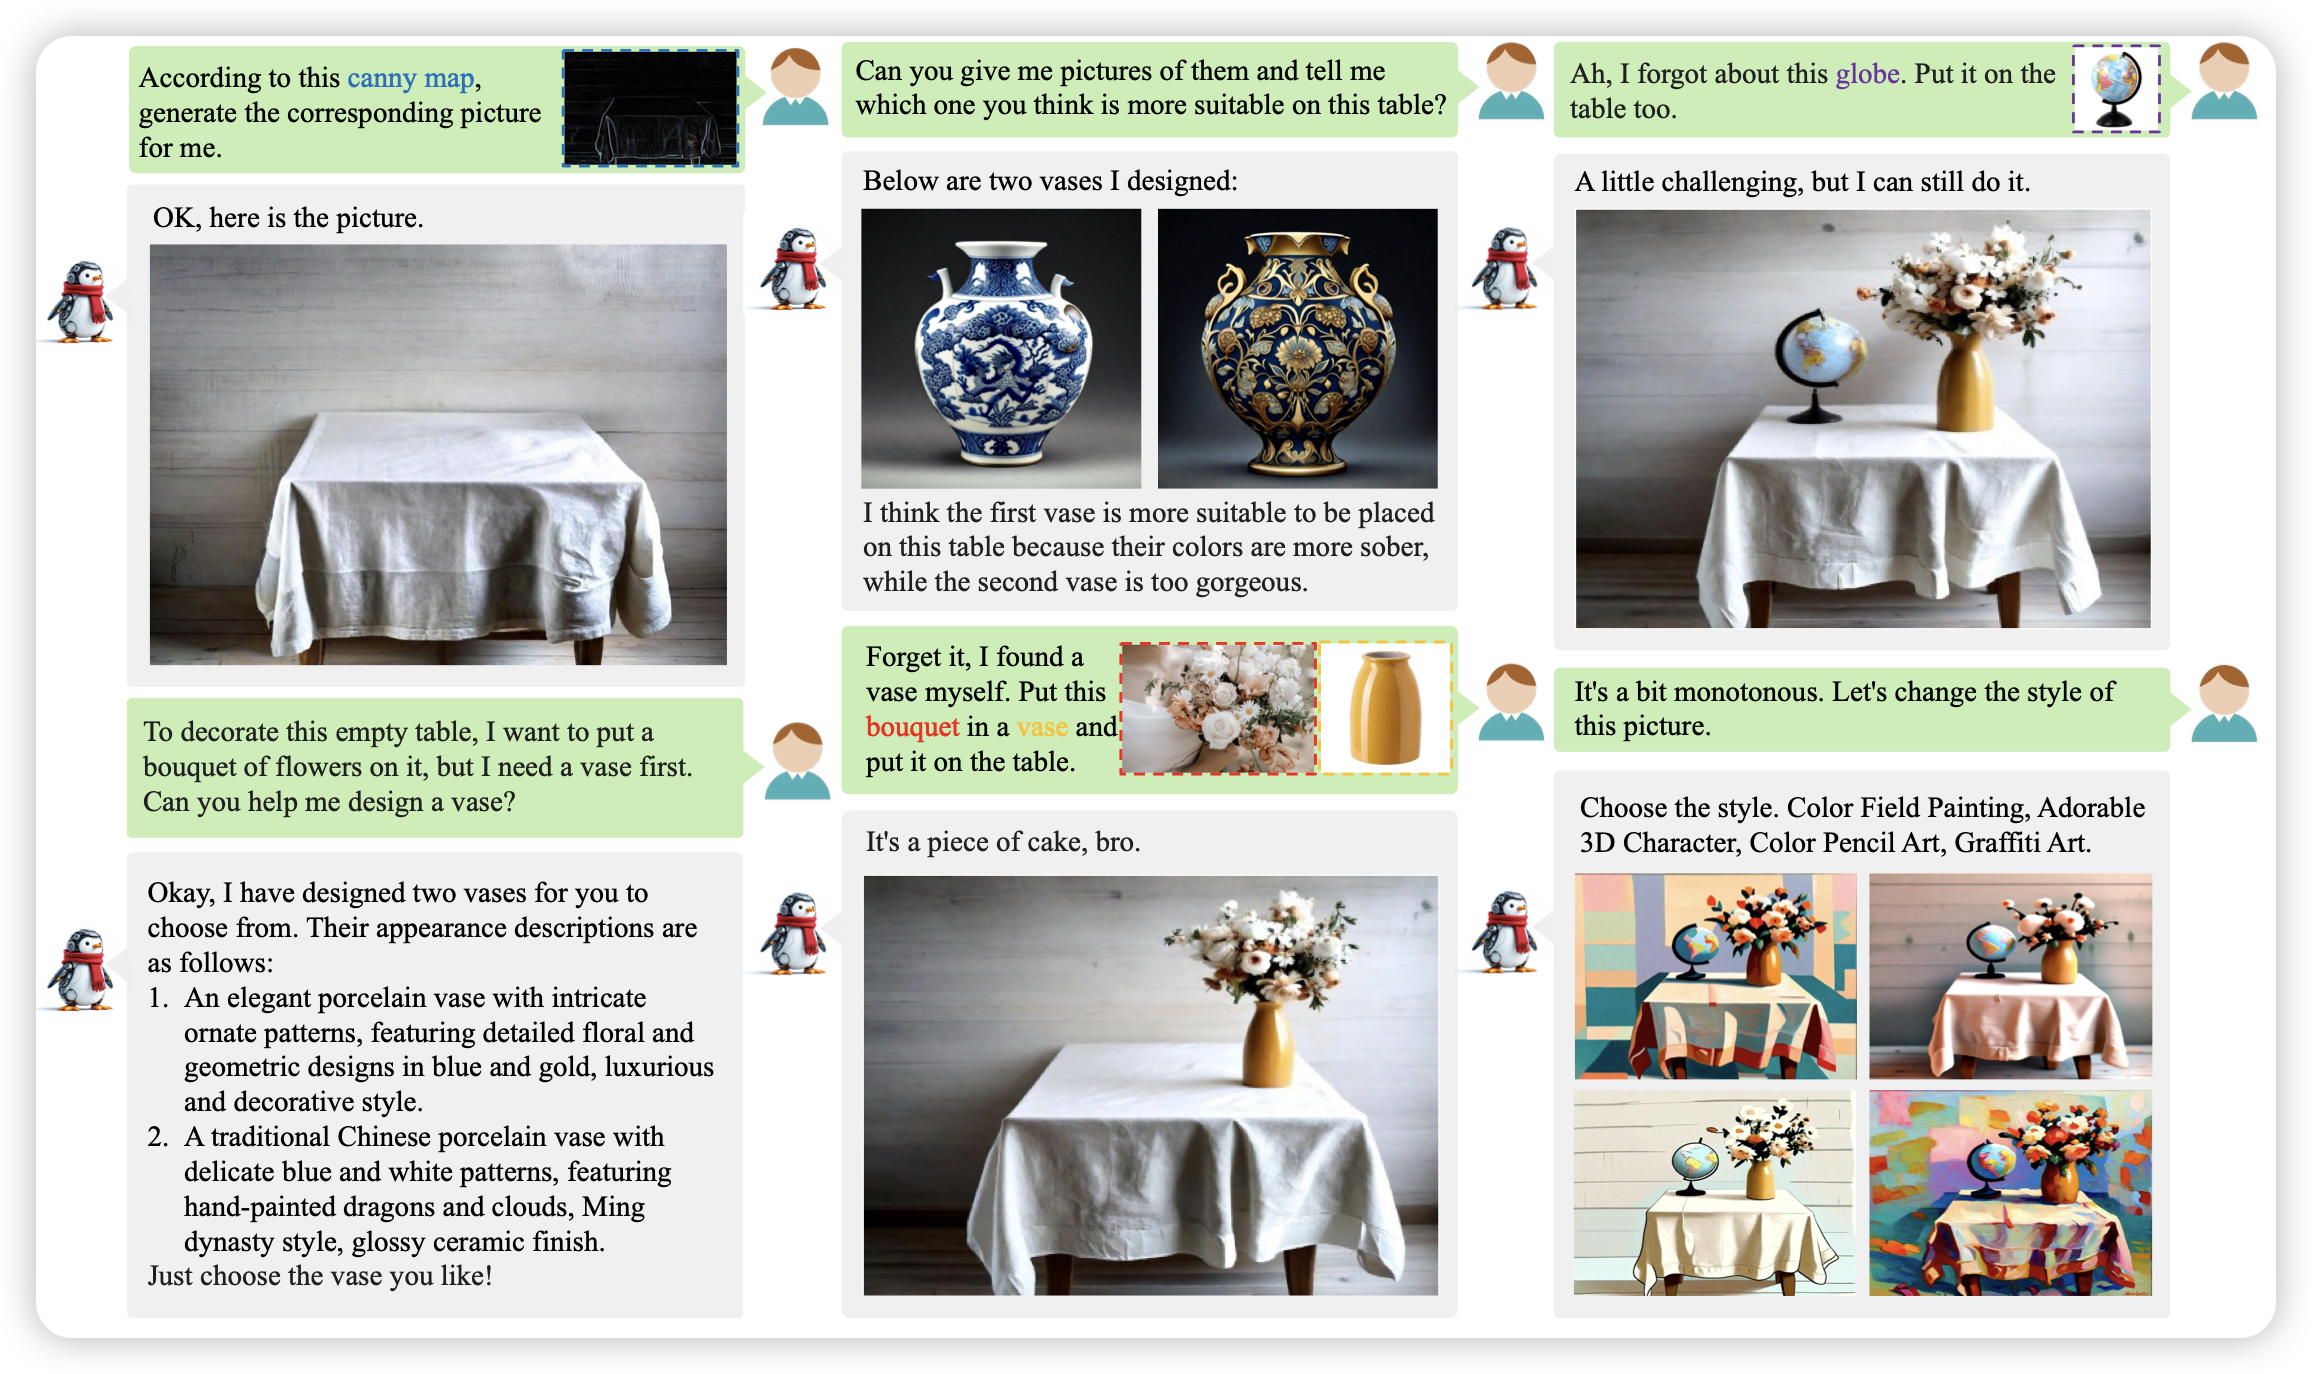 According to this canny map,
generate the corresponding picture
for me.
OK, here is the picture.
To decorate this empty table, I want to put a
bouquet of flowers on it, but I need a vase first.
Can you help me design a vase?
Okay, I have designed two vases for you to
choose from. Their appearance descriptions are
as follows:
1. An elegant porcelain vase with intricate
ornate patterns, featuring detailed floral and
geometric designs in blue and gold, luxurious
and decorative style.
2. A traditional Chinese porcelain vase with
delicate blue and white patterns, featuring
hand-painted dragons and clouds, Ming
dynasty style, glossy ceramic finish.
Just choose the vase you like!
Can you give me pictures of them and tell me
which one you think is more suitable on this table?
Below are two vases I designed:
I think the first vase is more suitable to be placed
on this table because their colors are more sober,
while the second vase is too gorgeous.
Forget it, I found a
vase myself. Put this
bouquet in a vase and
put it on the table.
It's a piece of cake, bro.
Ah, I forgot about this globe. Put it on the
table too.
A little challenging, but I can still do it.
It's a bit monotonous. Let's change the style of
this picture.
Choose the style. Color Field Painting, Adorable
3D Character, Color Pencil Art, Graffiti Art.